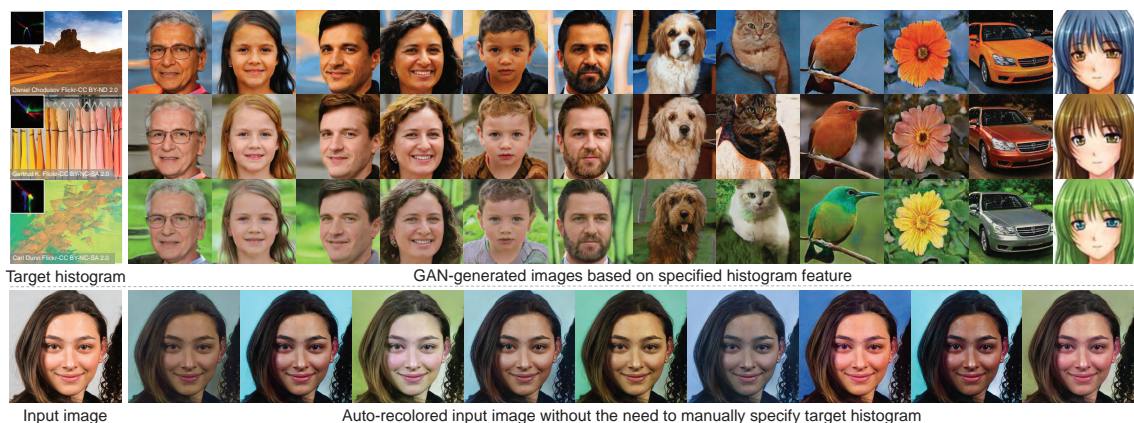 Daniel Chodusov Flickr-CC BY-ND 2.0
Gertrud K. Flickr-CC BY-NC-SA 2.0
Carl Dunn Flickr-CC BY-NC-SA 2.0
Target histogram
GAN-generated images based on specified histogram feature
Input image
Auto-recolored input image without the need to manually specify target histogram